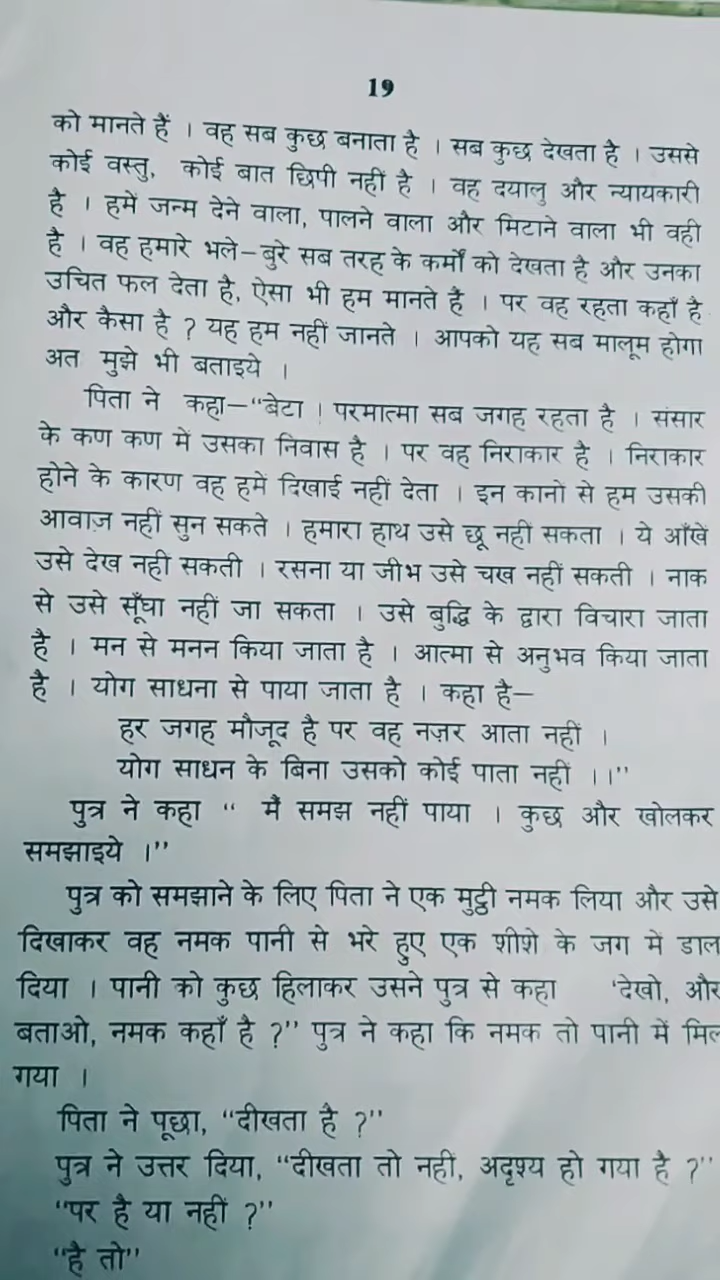 19
को मानते हैं । वह सब कुछ बनाता है । सब कुछ देखता है । उससे
कोई वस्तु, कोई बात छिपी नहीं है । वह दयालु और न्यायकारी
है । हमें जन्म देने वाला, पालने वाला और मिटाने वाला भी वही
है । वह हमारे भले–बुरे सब तरह के कर्मों को देखता है और उनका
उचित फल देता है, ऐसा भी हम मानते हैं । पर वह रहता कहाँ है
और कैसा है ? यह हम नहीं जानते । आपको यह सब मालूम होगा
अत मुझे भी बताइये ।
पिता ने कहा–“बेटा ! परमात्मा सब जगह रहता है । संसार
के कण कण में उसका निवास है । पर वह निराकार है । निराकार
होने के कारण वह हमें दिखाई नहीं देता । इन कानों से हम उसकी
आवाज़ नहीं सुन सकते । हमारा हाथ उसे छू नहीं सकता । ये आँखें
उसे देख नहीं सकती । रसना या जीभ उसे चख नहीं सकती । नाक
से उसे सूँघा नहीं जा सकता । उसे बुद्धि के द्वारा विचारा जाता
है । मन से मनन किया जाता है । आत्मा से अनुभव किया जाता
है । योग साधना से पाया जाता है । कहा है–
हर जगह मौजूद है पर वह नज़र आता नहीं ।
योग साधन के बिना उसको कोई पाता नहीं ।।”
पुत्र ने कहा “ मैं समझ नहीं पाया । कुछ और खोलकर
समझाइये ।”
पुत्र को समझाने के लिए पिता ने एक मुट्ठी नमक लिया और उसे
दिखाकर वह नमक पानी से भरे हुए एक शीशे के जग में डाल
दिया । पानी को कुछ हिलाकर उसने पुत्र से कहा ‘देखो, और
बताओ, नमक कहाँ है ?” पुत्र ने कहा कि नमक तो पानी में मिल
गया ।
पिता ने पूछा, “दीखता है ?”
पुत्र ने उत्तर दिया, “दीखता तो नहीं, अदृश्य हो गया है ?”
“पर है या नहीं ?”
“है तो”